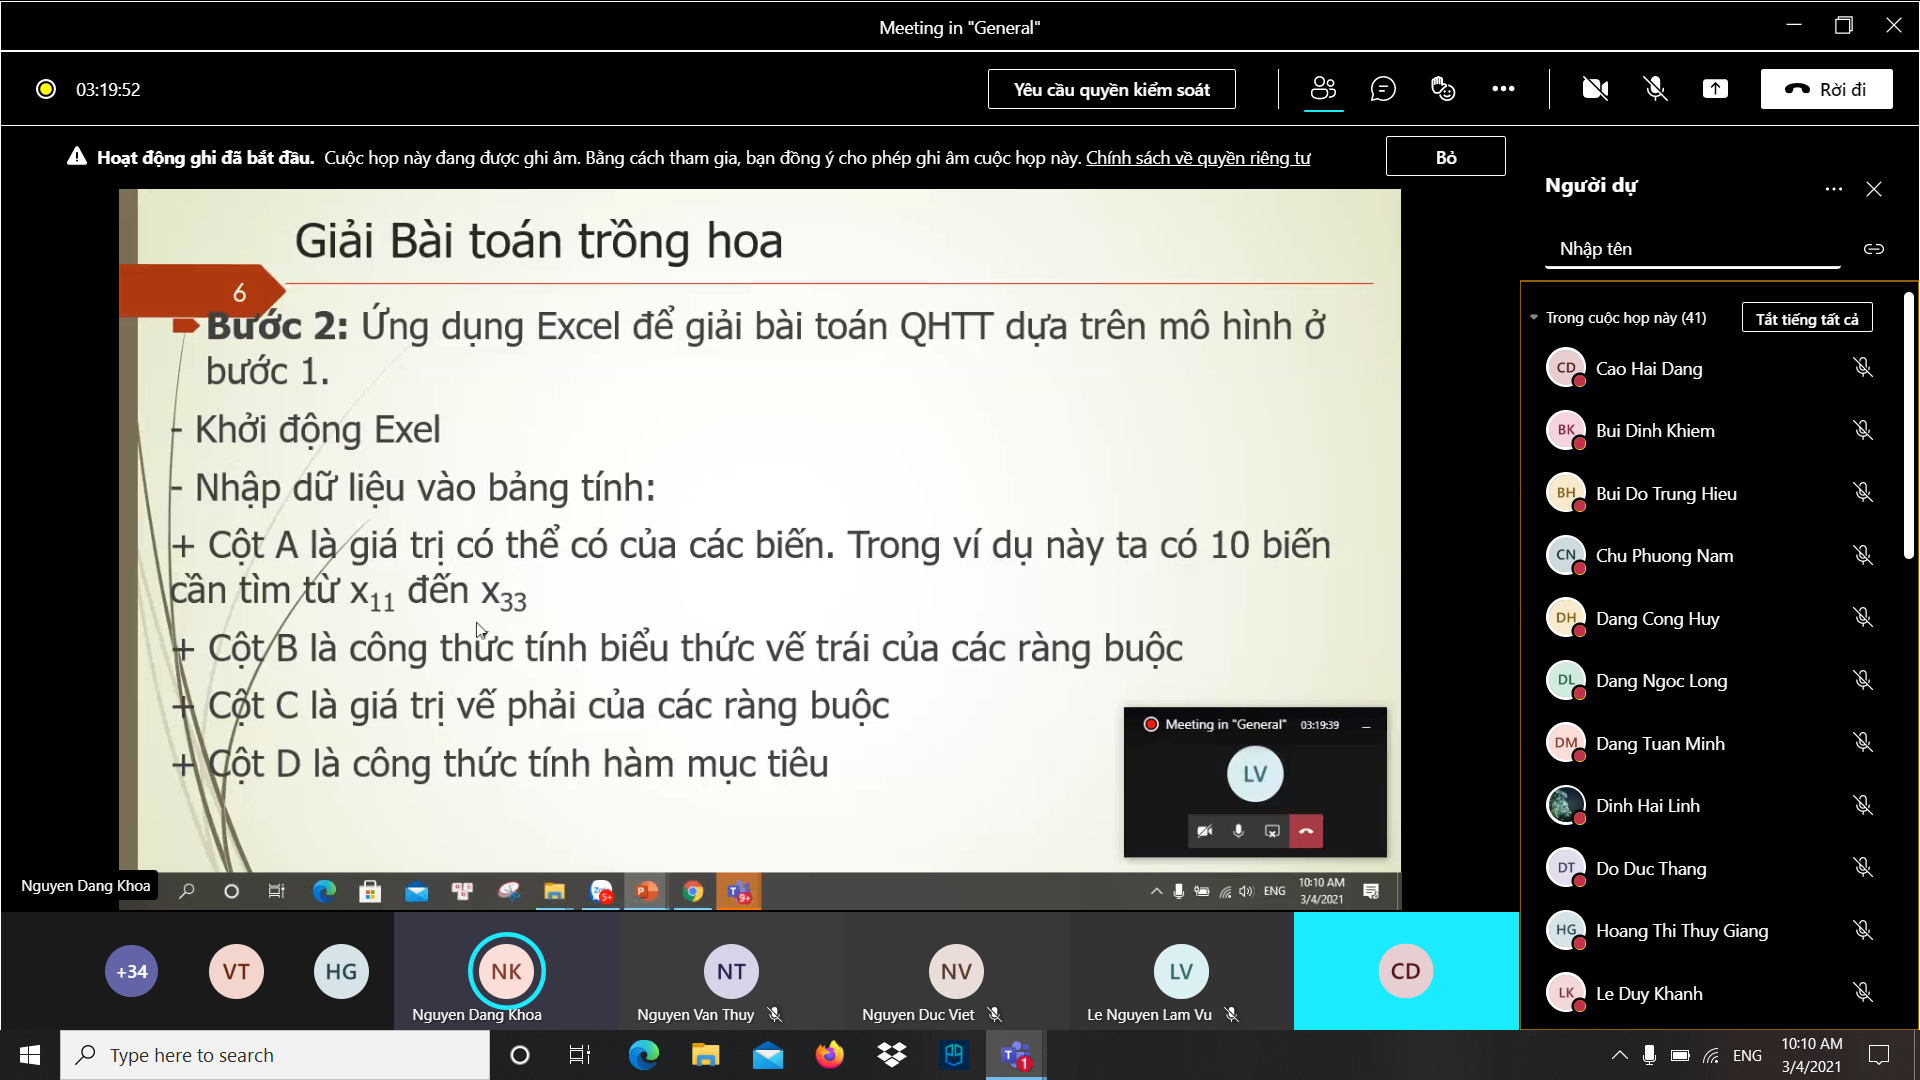 Meeting in "General"
03:19:52
Yêu cầu quyền kiểm soát
Rời đi
Hoạt động ghi đã bắt đầu. Cuộc họp này đang được ghi âm. Bằng cách tham gia, bạn đồng ý cho phép ghi âm cuộc họp này. Chính sách về quyền riêng tư
Bỏ
Giải Bài toán trồng hoa
6
Bước 2: Ứng dụng Excel để giải bài toán QHTT dựa trên mô hình ở
bước 1.
- Khởi động Exel
- Nhập dữ liệu vào bảng tính:
+ Cột A là giá trị có thể có của các biến. Trong ví dụ này ta có 10 biến
cần tìm từ x11 đến x33
+ Cột B là công thức tính biểu thức vế trái của các ràng buộc
+ Cột C là giá trị vế phải của các ràng buộc
+ Cột D là công thức tính hàm mục tiêu
Meeting in "General" 03:19:39
LV
Nguyen Dang Khoa
5+
9+
ENG
10:10 AM
3/4/2021
Người dự
Nhập tên
Trong cuộc họp này (41)
Tắt tiếng tất cả
CD Cao Hai Dang
BK Bui Dinh Khiem
BH Bui Do Trung Hieu
CN Chu Phuong Nam
DH Dang Cong Huy
DL Dang Ngoc Long
DM Dang Tuan Minh
Dinh Hai Linh
DT Do Duc Thang
HG Hoang Thi Thuy Giang
LK Le Duy Khanh
+34
VT
HG
NK
Nguyen Dang Khoa
NT
Nguyen Van Thuy
NV
Nguyen Duc Viet
LV
Le Nguyen Lam Vu
CD
Type here to search
1
ENG
10:10 AM
3/4/2021